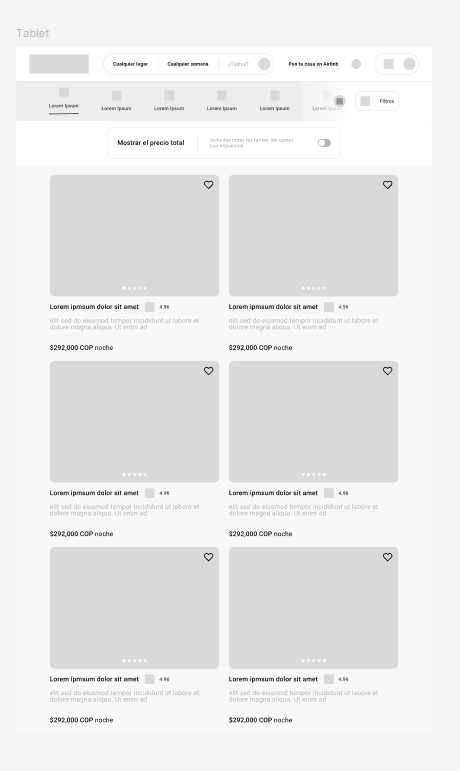 Tablet
Cualquier lugar Cualquier semana ¿Cuátos? Pon tu casa en Airbnb
Lorem Ipsum Lorem Ipsum Lorem Ipsum Lorem Ipsum Lorem Ipsum Lorem Ipsum Filtros
Mostrar el precio total
Incluidas todas las tarifas, sin contar
Los impuestos
Lorem ipmsum dolor sit amet 4.96 Lorem ipmsum dolor sit amet 4.96
elit sed do eiusmod tempor incididunt ut labore et elit sed do eiusmod tempor incididunt ut labore et
dolore magna aliqua. Ut enim ad dolore magna aliqua. Ut enim ad
$292,000 COP noche $292,000 COP noche
Lorem ipmsum dolor sit amet 4.96 Lorem ipmsum dolor sit amet 4.96
elit sed do eiusmod tempor incididunt ut labore et elit sed do eiusmod tempor incididunt ut labore et
dolore magna aliqua. Ut enim ad dolore magna aliqua. Ut enim ad
$292,000 COP noche $292,000 COP noche
Lorem ipmsum dolor sit amet 4.96 Lorem ipmsum dolor sit amet 4.96
elit sed do eiusmod tempor incididunt ut labore et elit sed do eiusmod tempor incididunt ut labore et
dolore magna aliqua. Ut enim ad dolore magna aliqua. Ut enim ad
$292,000 COP noche $292,000 COP noche